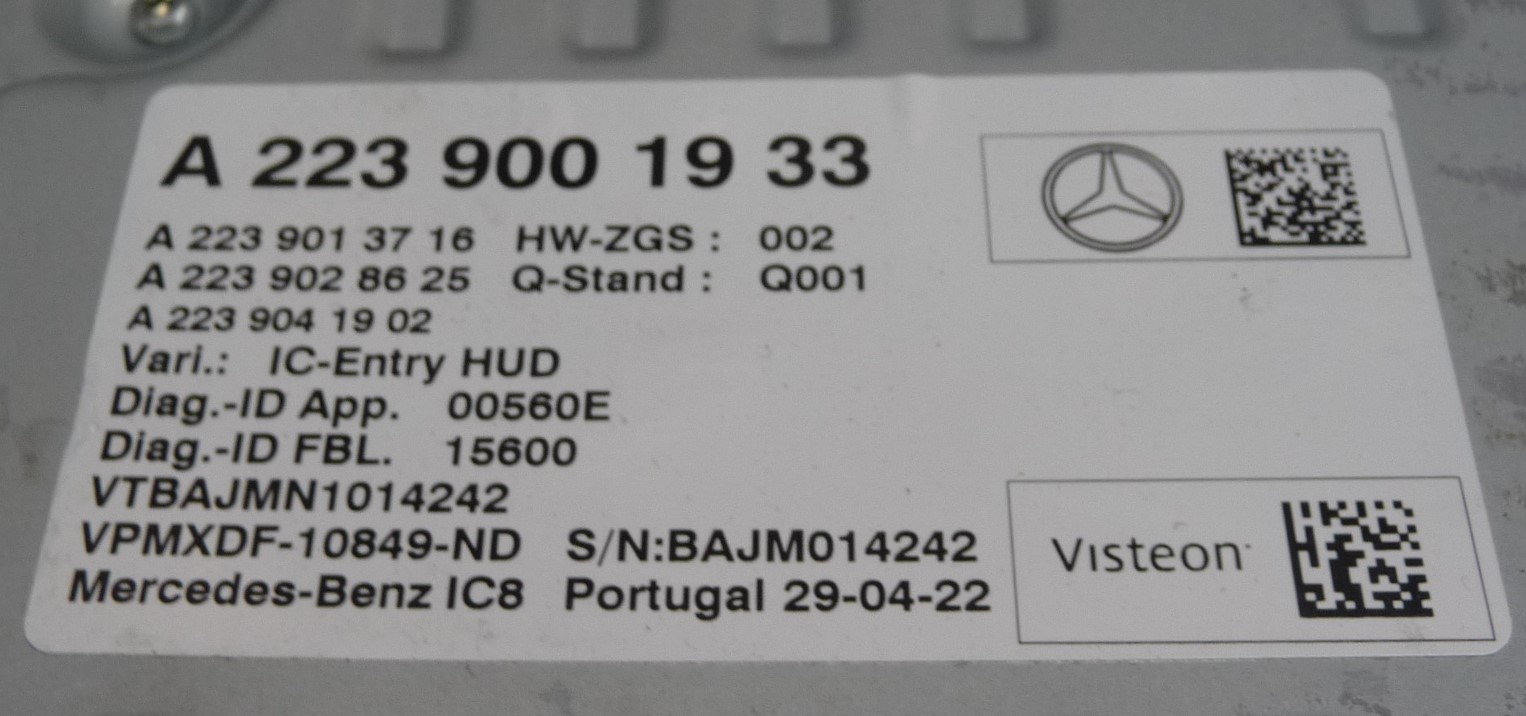 A 223 900 19 33
A 223 901 37 16 HW-ZGS : 002
A 223 902 86 25 Q-Stand : Q001
A 223 904 19 02
Vari.: IC-Entry HUD
Diag.-ID App. 00560E
Diag.-ID FBL. 15600
VTBAJMN1014242
VPMXDF-10849-ND S/N:BAJM014242
Mercedes-Benz IC8 Portugal 29-04-22
Visteon